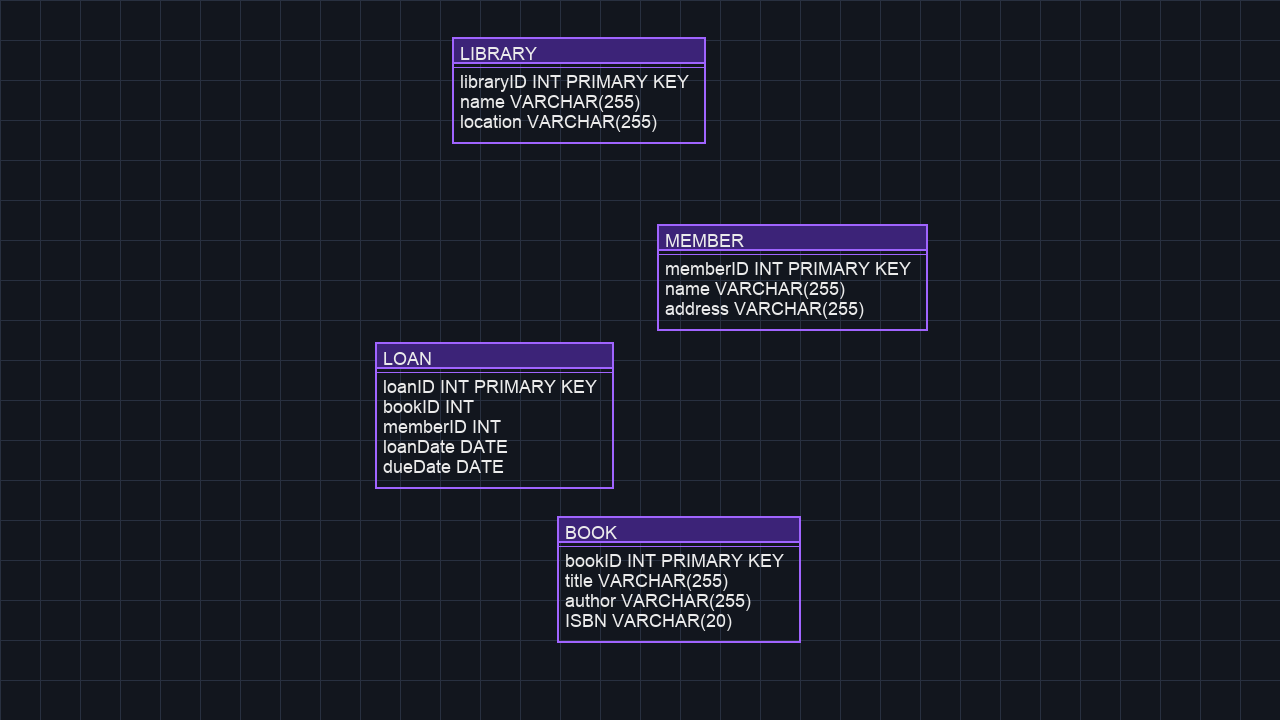 LIBRARY
libraryID INT PRIMARY KEY
name VARCHAR(255)
location VARCHAR(255)
MEMBER
memberID INT PRIMARY KEY
name VARCHAR(255)
address VARCHAR(255)
LOAN
loanID INT PRIMARY KEY
bookID INT
memberID INT
loanDate DATE
dueDate DATE
BOOK
bookID INT PRIMARY KEY
title VARCHAR(255)
author VARCHAR(255)
ISBN VARCHAR(20)